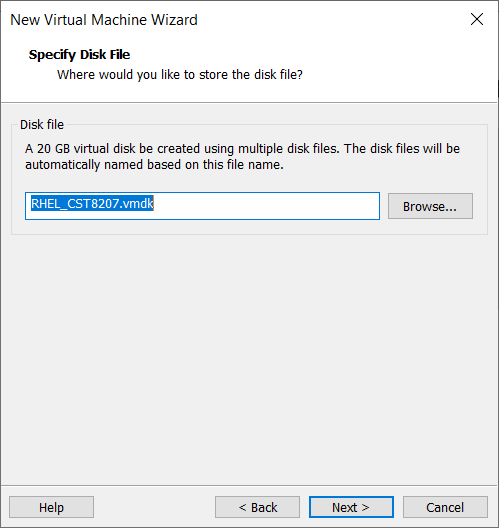 New Virtual Machine Wizard
Specify Disk File
Where would you like to store the disk file?
Disk file
A 20 GB virtual disk be created using multiple disk files. The disk files will be
automatically named based on this file name.
RHEL_CST8207.vmdk
Browse...
Help
< Back
Next >
Cancel